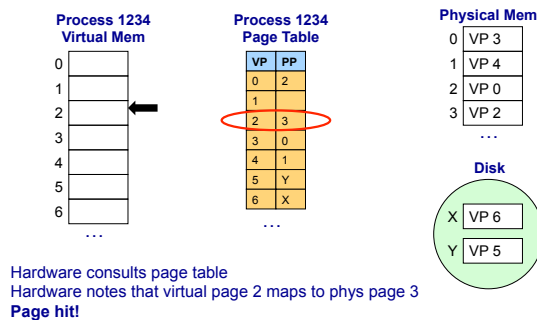 Process 1234
Virtual Mem
0
1
2
3
4
5
6
...
Process 1234
Page Table
VP PP
0 2
1
2 3
3 0
4 1
5 Y
6 X
...
Physical Mem
0 VP 3
1 VP 4
2 VP 0
3 VP 2
...
Disk
X VP 6
Y VP 5
Hardware consults page table
Hardware notes that virtual page 2 maps to phys page 3
Page hit!